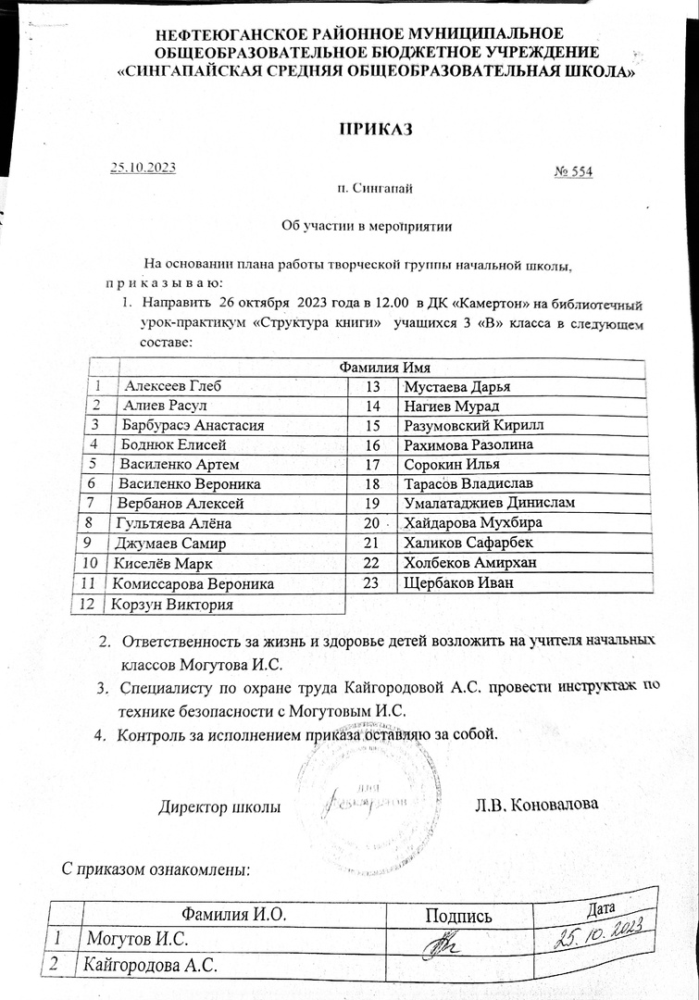 НЕФТЕЮГАНСКОЕ РАЙОННОЕ МУНИЦИПАЛЬНОЕ
ОБЩЕОБРАЗОВАТЕЛЬНОЕ БЮДЖЕТНОЕ УЧРЕЖДЕНИЕ
«СИНГАПАЙСКАЯ СРЕДНЯЯ ОБЩЕОБРАЗОВАТЕЛЬНАЯ ШКОЛА»
ПРИКАЗ
25.10.2023 № 554
п. Сингапай
Об участии в мероприятии
На основании плана работы творческой группы начальной школы,
п р и к а з ы в а ю:
1. Направить 26 октября 2023 года в 12.00 в ДК «Камертон» на библиотечный
урок-практикум «Структура книги» учащихся 3 «В» класса в следующем
составе:
Фамилия Имя
1 Алексеев Глеб 13 Мустаева Дарья
2 Алиев Расул 14 Нагиев Мурад
3 Барбурасэ Анастасия 15 Разумовский Кирилл
4 Боднюк Елисей 16 Рахимова Разолина
5 Василенко Артем 17 Сорокин Илья
6 Василенко Вероника 18 Тарасов Владислав
7 Вербанов Алексей 19 Умалатаджиев Динислам
8 Гультяева Алёна 20 Хайдарова Мухбира
9 Джумаев Самир 21 Халиков Сафарбек
10 Киселёв Марк 22 Холбеков Амирхан
11 Комиссарова Вероника 23 Щербаков Иван
12 Корзун Виктория
2. Ответственность за жизнь и здоровье детей возложить на учителя начальных
классов Могутова И.С.
3. Специалисту по охране труда Кайгородовой А.С. провести инструктаж по
технике безопасности с Могутовым И.С.
4. Контроль за исполнением приказа оставляю за собой.
Директор школы Л.В. Коновалова
С приказом ознакомлены:
Фамилия И.О. Подпись Дата
1 Могутов И.С. 25.10.2023
2 Кайгородова А.С.